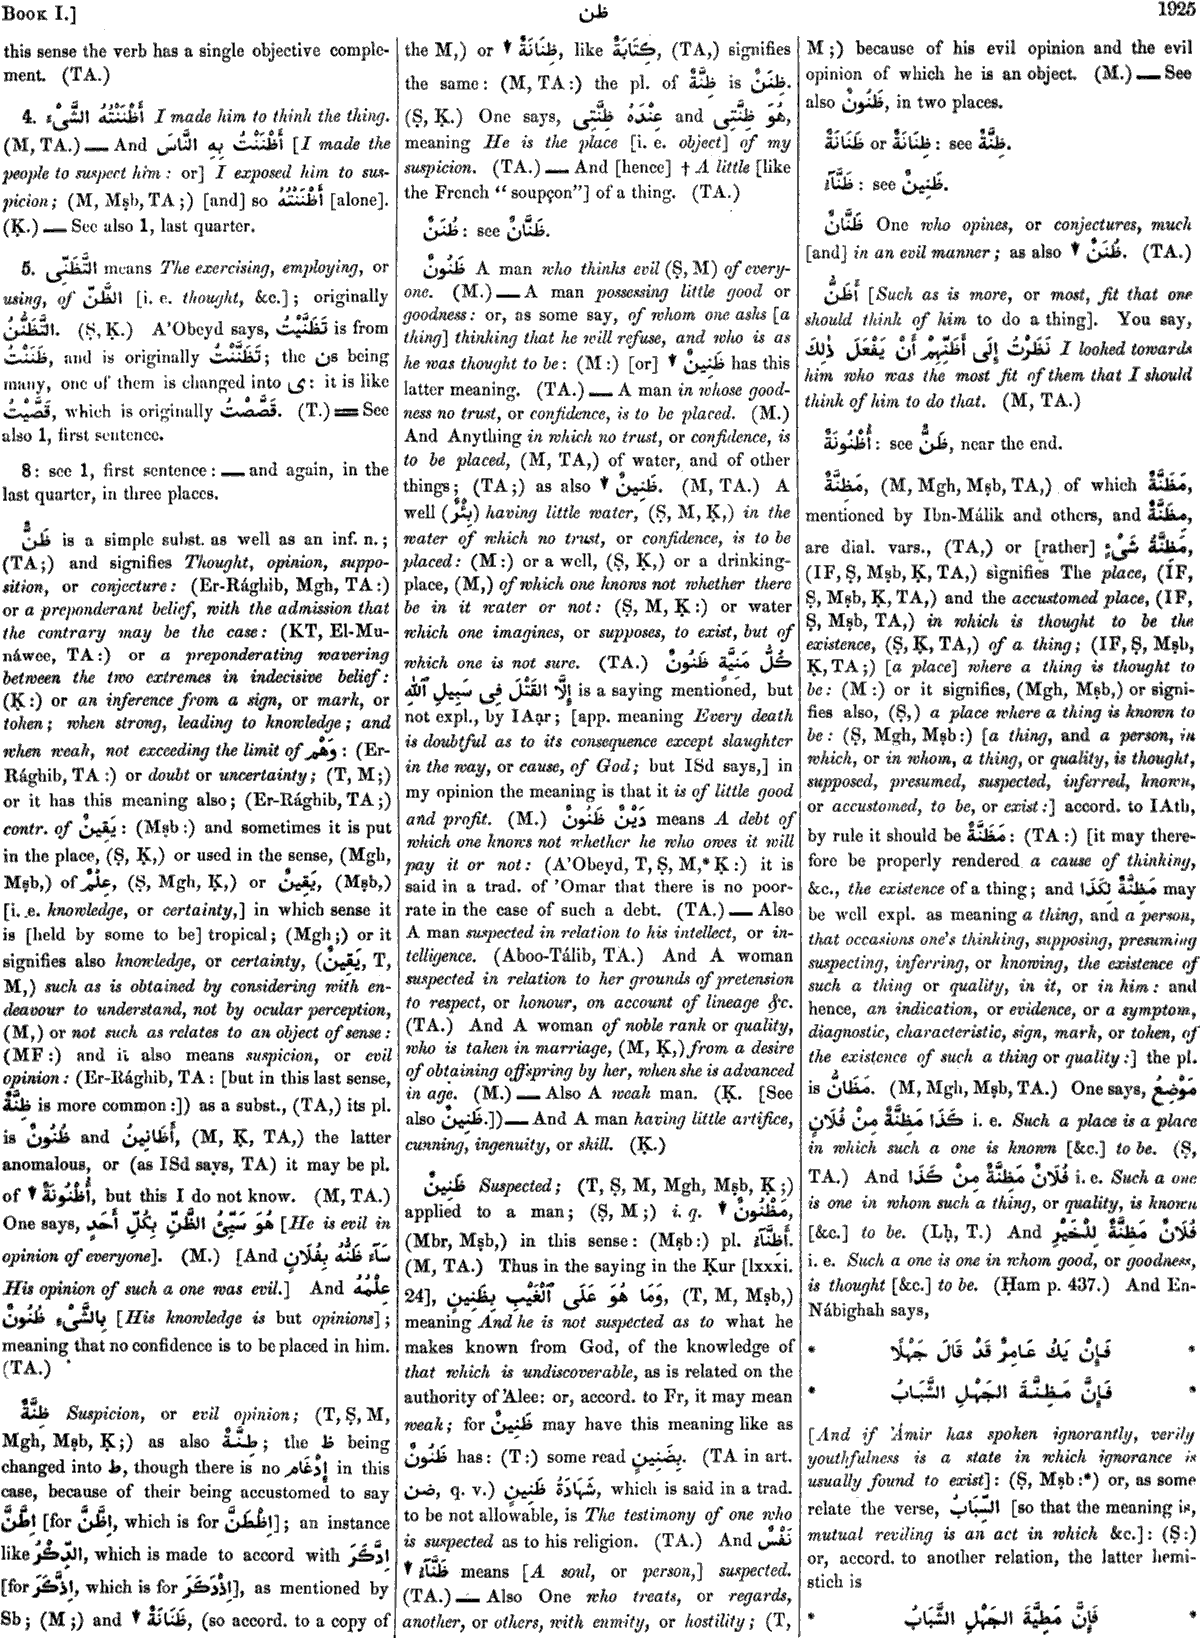 BOOK I.]
ظن
1925
this sense the verb has a single objective comple-
ment. (TA.)
4. أَظْنَنْتُهُ الشَّىْءَ I made him to think the thing.
(M, TA.) — And أَظْنَنْتُ بِهِ النَّاسَ [I made the
people to suspect him : or] I exposed him to sus-
picion; (M, Mṣb, TA ;) [and] so أَظْنَنْتُهُ [alone].
(Ḳ.) — See also 1, last quarter.
5. التَّظَنِّى means The exercising, employing, or
using, of الظَّنّ [i. e. thought, &c.] ; originally
التَّظَنُّنُ. (Ṣ, Ḳ.) A'Obeyd says, تَظَنَّيْتُ is from
ظَنَنْتُ, and is originally تَظَنَّنْتُ ; the ن s being
many, one of them is changed into ى : it is like
قَصَّيْتُ, which is originally قَصَّصْتُ. (T.) = See
also 1, first sentence.
8 : see 1, first sentence : — and again, in the
last quarter, in three places.
ظَنٌّ is a simple subst. as well as an inf. n. ;
(TA ;) and signifies Thought, opinion, suppo-
sition, or conjecture : (Er-Rághib, Mgh, TA :)
or a preponderant belief, with the admission that
the contrary may be the case : (KT, El-Mu-
náwee, TA :) or a preponderating wavering
between the two extremes in indecisive belief :
(Ḳ :) or an inference from a sign, or mark, or
token ; when strong, leading to knowledge ; and
when weak, not exceeding the limit of وَهْم : (Er-
Rághib, TA :) or doubt or uncertainty ; (T, M ;)
or it has this meaning also ; (Er-Rághib, TA ;)
contr. of يَقِينٌ : (Mṣb :) and sometimes it is put
in the place, (Ṣ, Ḳ,) or used in the sense, (Mgh,
Mṣb,) of عِلْمٌ, (Ṣ, Mgh, Ḳ,) or يَقِينٌ, (Mṣb,)
[i. e. knowledge, or certainty,] in which sense it
is [held by some to be] tropical ; (Mgh ;) or it
signifies also knowledge, or certainty, (يَقِينٌ, T,
M,) such as is obtained by considering with en-
deavour to understand, not by ocular perception,
(M,) or not such as relates to an object of sense :
(MF :) and it also means suspicion, or evil
opinion : (Er-Rághib, TA : [but in this last sense,
ظِنَّةٌ is more common :]) as a subst., (TA,) its pl.
is ظُنُونٌ and أَظَانِينُ, (M, Ḳ, TA,) the latter
anomalous, or (as ISd says, TA) it may be pl.
of ▼ أُظْنُونَةٌ, but this I do not know. (M, TA.)
One says, هُوَ سَيِّئُ الظَّنِّ بِكُلِّ أَحَدٍ [He is evil in
opinion of everyone]. (M.) [And سَآءَ ظَنُّهُ بِفُلَانٍ
His opinion of such a one was evil.] And عِلْمُهُ
بِالشَّىْءِ ظُنُونٌ [His knowledge is but opinions] ;
meaning that no confidence is to be placed in him.
(TA.)
ظِنَّةٌ Suspicion, or evil opinion ; (T, Ṣ, M,
Mgh, Mṣb, Ḳ ;) as also طِنَّةٌ ; the ظ being
changed into ط, though there is no إِدْغَام in this
case, because of their being accustomed to say
اِطَّنَّ [for اِظَّنَّ, which is for اِظْطَنَّ] ; an instance
like الدِّكْرُ, which is made to accord with اِدَّكَرَ
[for اِذَّكَرَ, which is for اِذْدَكَرَ], as mentioned by
Sb ; (M ;) and ▼ ظَنَانَةٌ, (so accord. to a copy of
the M,) or ▼ ظِنَانَةٌ, like كِتَابَةٌ, (TA,) signifies
the same : (M, TA :) the pl. of ظِنَّةٌ is ظِنَنٌ.
(Ṣ, Ḳ.) One says, عِنْدَهُ ظِنَّتِى and هُوَ ظِنَّتِى,
meaning He is the place [i. e. object] of my
suspicion. (TA.) — And [hence] † A little [like
the French “ soupçon”] of a thing. (TA.)
ظُنَنٌ : see ظَنَّانٌ.
ظَنُونٌ A man who thinks evil (Ṣ, M) of every-
one. (M.) — A man possessing little good or
goodness : or, as some say, of whom one asks [a
thing] thinking that he will refuse, and who is as
he was thought to be : (M :) [or] ▼ ظَنِينٌ has this
latter meaning. (TA.) — A man in whose good-
ness no trust, or confidence, is to be placed. (M.)
And Anything in which no trust, or confidence, is
to be placed, (M, TA,) of water, and of other
things ; (TA ;) as also ▼ ظَنِينٌ. (M, TA.) A
well (بِئْرٌ) having little water, (Ṣ, M, Ḳ,) in the
water of which no trust, or confidence, is to be
placed : (M :) or a well, (Ṣ, Ḳ,) or a drinking-
place, (M,) of which one knows not whether there
be in it water or not : (Ṣ, M, Ḳ :) or water
which one imagines, or supposes, to exist, but of
which one is not sure. (TA.) كُلُّ مَنِيَّةٍ ظَنُونٌ
إِلَّا القَتْلَ فِى سَبِيلِ ٱللّٰهِ is a saying mentioned, but
not expl., by IAạr ; [app. meaning Every death
is doubtful as to its consequence except slaughter
in the way, or cause, of God ; but ISd says,] in
my opinion the meaning is that it is of little good
and profit. (M.) دَيْنٌ ظَنُونٌ means A debt of
which one knows not whether he who owes it will
pay it or not : (A'Obeyd, T, Ṣ, M,* Ḳ :) it is
said in a trad. of 'Omar that there is no poor-
rate in the case of such a debt. (TA.) — Also
A man suspected in relation to his intellect, or in-
telligence. (Aboo-Tálib, TA.) And A woman
suspected in relation to her grounds of pretension
to respect, or honour, on account of lineage &c.
(TA.) And A woman of noble rank or quality,
who is taken in marriage, (M, Ḳ,) from a desire
of obtaining offspring by her, when she is advanced
in age. (M.) — Also A weak man. (Ḳ. [See
also ظَنِينٌ.]) — And A man having little artifice,
cunning, ingenuity, or skill. (Ḳ.)
ظَنِينٌ Suspected ; (T, Ṣ, M, Mgh, Mṣb, Ḳ ;)
applied to a man ; (Ṣ, M ;) i. q. ▼ مَظْنُونٌ,
(Mbr, Mṣb,) in this sense : (Mṣb :) pl. أَظِنَّآءُ.
(M, TA.) Thus in the saying in the Ḳur [lxxxi.
24], وَمَا هُوَ عَلَى ٱلْغَيْبِ بِظَنِينٍ, (T, M, Mṣb,)
meaning And he is not suspected as to what he
makes known from God, of the knowledge of
that which is undiscoverable, as is related on the
authority of 'Alee : or, accord. to Fr, it may mean
weak ; for ظَنِينٌ may have this meaning like as
ظَنُونٌ has : (T :) some read بِضَنِينٍ. (TA in art.
ضن, q. v.) شَهَادَةُ ظَنِينٍ, which is said in a trad.
to be not allowable, is The testimony of one who
is suspected as to his religion. (TA.) And نَفْسٌ
▼ ظَنَّآءُ means [A soul, or person,] suspected.
(TA.) — Also One who treats, or regards,
another, or others, with enmity, or hostility ; (T,
M ;) because of his evil opinion and the evil
opinion of which he is an object. (M.) — See
also ظَنُونٌ, in two places.
ظَنَانَةٌ or ظِنَانَةٌ : see ظِنَّةٌ.
ظَنَّآءُ : see ظَنِينٌ.
ظَنَّانٌ One who opines, or conjectures, much
[and] in an evil manner ; as also ▼ ظُنَنٌ. (TA.)
أَظَنُّ [Such as is more, or most, fit that one
should think of him to do a thing]. You say,
نَظَرْتُ إِلَى أَظَنِّهِمْ أَنْ يَفْعَلَ ذٰلِكَ I looked towards
him who was the most fit of them that I should
think of him to do that. (M, TA.)
أُظْنُونَةٌ : see ظَنٌّ, near the end.
مَظِنَّةٌ, (M, Mgh, Mṣb, TA,) of which مَظَنَّةٌ,
mentioned by Ibn-Málik and others, and مِظَنَّةٌ,
are dial. vars., (TA,) or [rather] مَظِنَّةُ شَىْءٍ,
(IF, Ṣ, Mṣb, Ḳ, TA,) signifies The place, (IF,
Ṣ, Mṣb, Ḳ, TA,) and the accustomed place, (IF,
Ṣ, Mṣb, TA,) in which is thought to be the
existence, (Ṣ, Ḳ, TA,) of a thing ; (IF, Ṣ, Mṣb,
Ḳ, TA ;) [a place] where a thing is thought to
be : (M :) or it signifies, (Mgh, Mṣb,) or signi-
fies also, (Ṣ,) a place where a thing is known to
be : (Ṣ, Mgh, Mṣb :) [a thing, and a person, in
which, or in whom, a thing, or quality, is thought,
supposed, presumed, suspected, inferred, known,
or accustomed, to be, or exist :] accord. to IAth,
by rule it should be مَظَنَّةٌ : (TA :) [it may there-
fore be properly rendered a cause of thinking,
&c., the existence of a thing ; and مَظِنَّةٌ لِكَذَا may
be well expl. as meaning a thing, and a person,
that occasions one's thinking, supposing, presuming
suspecting, inferring, or knowing, the existence of
such a thing or quality, in it, or in him : and
hence, an indication, or evidence, or a symptom,
diagnostic, characteristic, sign, mark, or token, of
the existence of such a thing or quality :] the pl.
is مَظَانُّ. (M, Mgh, Mṣb, TA.) One says, مَوْضِعُ
كَذَا مَظِنَّةٌ مِنْ فُلَانٍ i. e. Such a place is a place
in which such a one is known [&c.] to be. (Ṣ,
TA.) And فُلَانٌ مَظِنَّةٌ مِنْ كَذَا i. e. Such a one
is one in whom such a thing, or quality, is known
[&c.] to be. (Lḥ, T.) And فُلَانٌ مَظِنَّةٌ لِلْخَيْرِ
i. e. Such a one is one in whom good, or goodness,
is thought [&c.] to be. (Ḥam p. 437.) And En-
Nábighah says,
* فَإِنْ يَكُ عَامِرٌ قَدْ قَالَ جَهْلًا *
* فَإِنَّ مَظِنَّةَ الجَهْلِ الشَّبَابُ *
[And if 'Ámir has spoken ignorantly, verily
youthfulness is a state in which ignorance is
usually found to exist] : (Ṣ, Mṣb :*) or, as some
relate the verse, السِّبَابُ [so that the meaning is,
mutual reviling is an act in which &c.] : (Ṣ :)
or, accord. to another relation, the latter hemi-
stich is
* فَإِنَّ مَطِيَّةَ الجَهْلِ الشَّبَابُ *